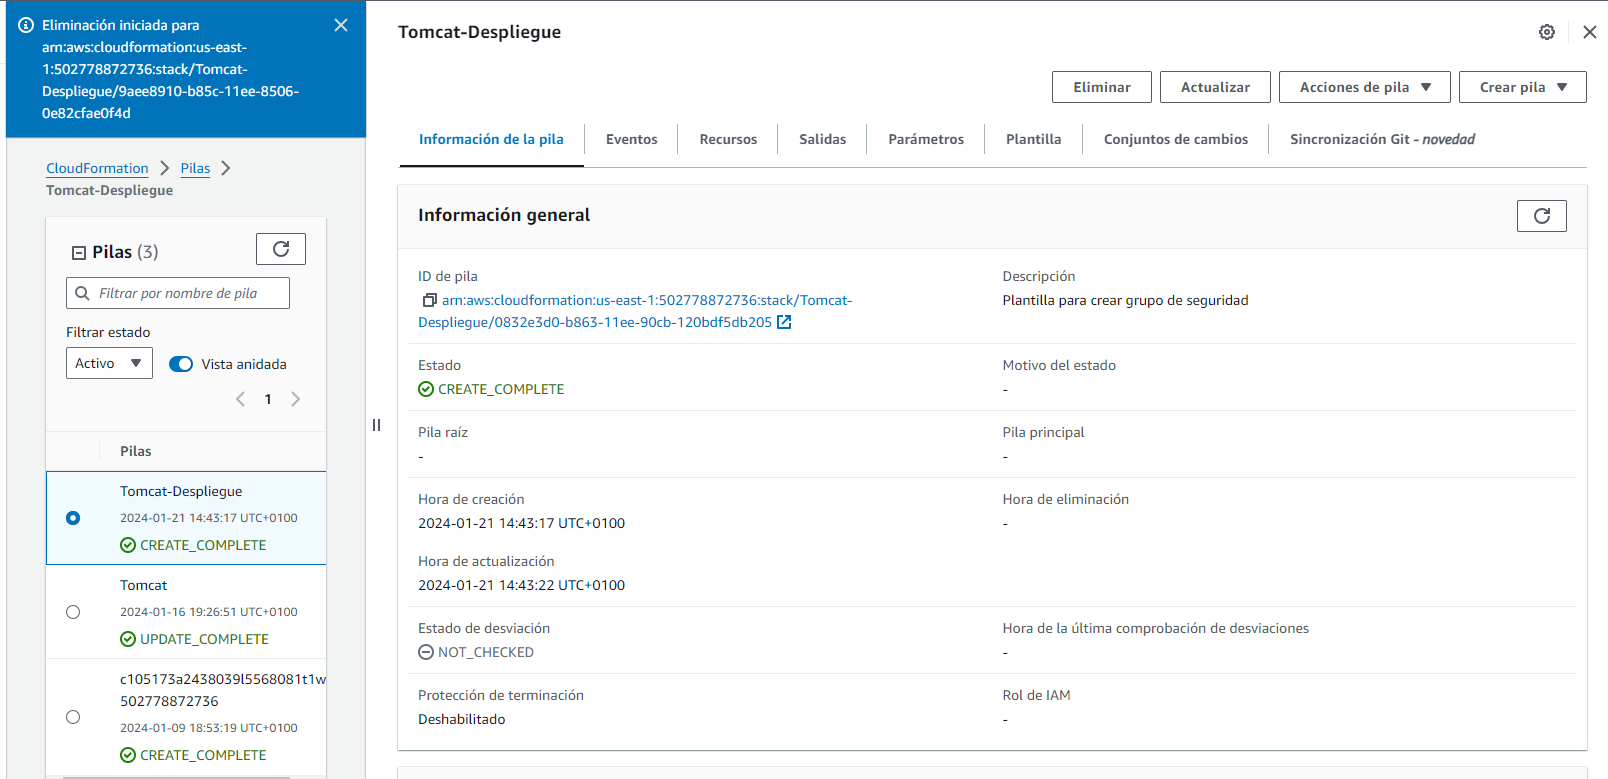 Eliminación iniciada para
arn:aws:cloudformation:us-east-
1:502778872736:stack/Tomcat-
Despliegue/9aee8910-b85c-11ee-8506-
0e82cfae0f4d
CloudFormation
Pilas
Tomcat-Despliegue
Pilas (3)
Filtrar por nombre de pila
Filtrar estado
Activo
Vista anidada
1
Pilas
Tomcat-Despliegue
2024-01-21 14:43:17 UTC+0100
CREATE_COMPLETE
Tomcat
2024-01-16 19:26:51 UTC+0100
UPDATE_COMPLETE
c105173a2438039l5568081t1w
502778872736
2024-01-09 18:53:19 UTC+0100
CREATE_COMPLETE
Tomcat-Despliegue
Eliminar
Actualizar
Acciones de pila
Crear pila
Información de la pila
Eventos
Recursos
Salidas
Parámetros
Plantilla
Conjuntos de cambios
Sincronización Git - novedad
Información general
ID de pila
arn:aws:cloudformation:us-east-1:502778872736:stack/Tomcat-
Despliegue/0832e3d0-b863-11ee-90cb-120bdf5db205
Descripción
Plantilla para crear grupo de seguridad
Estado
CREATE_COMPLETE
Motivo del estado
-
Pila raíz
-
Pila principal
-
Hora de creación
2024-01-21 14:43:17 UTC+0100
Hora de eliminación
-
Hora de actualización
2024-01-21 14:43:22 UTC+0100
Estado de desviación
NOT_CHECKED
Hora de la última comprobación de desviaciones
-
Protección de terminación
Deshabilitado
Rol de IAM
-